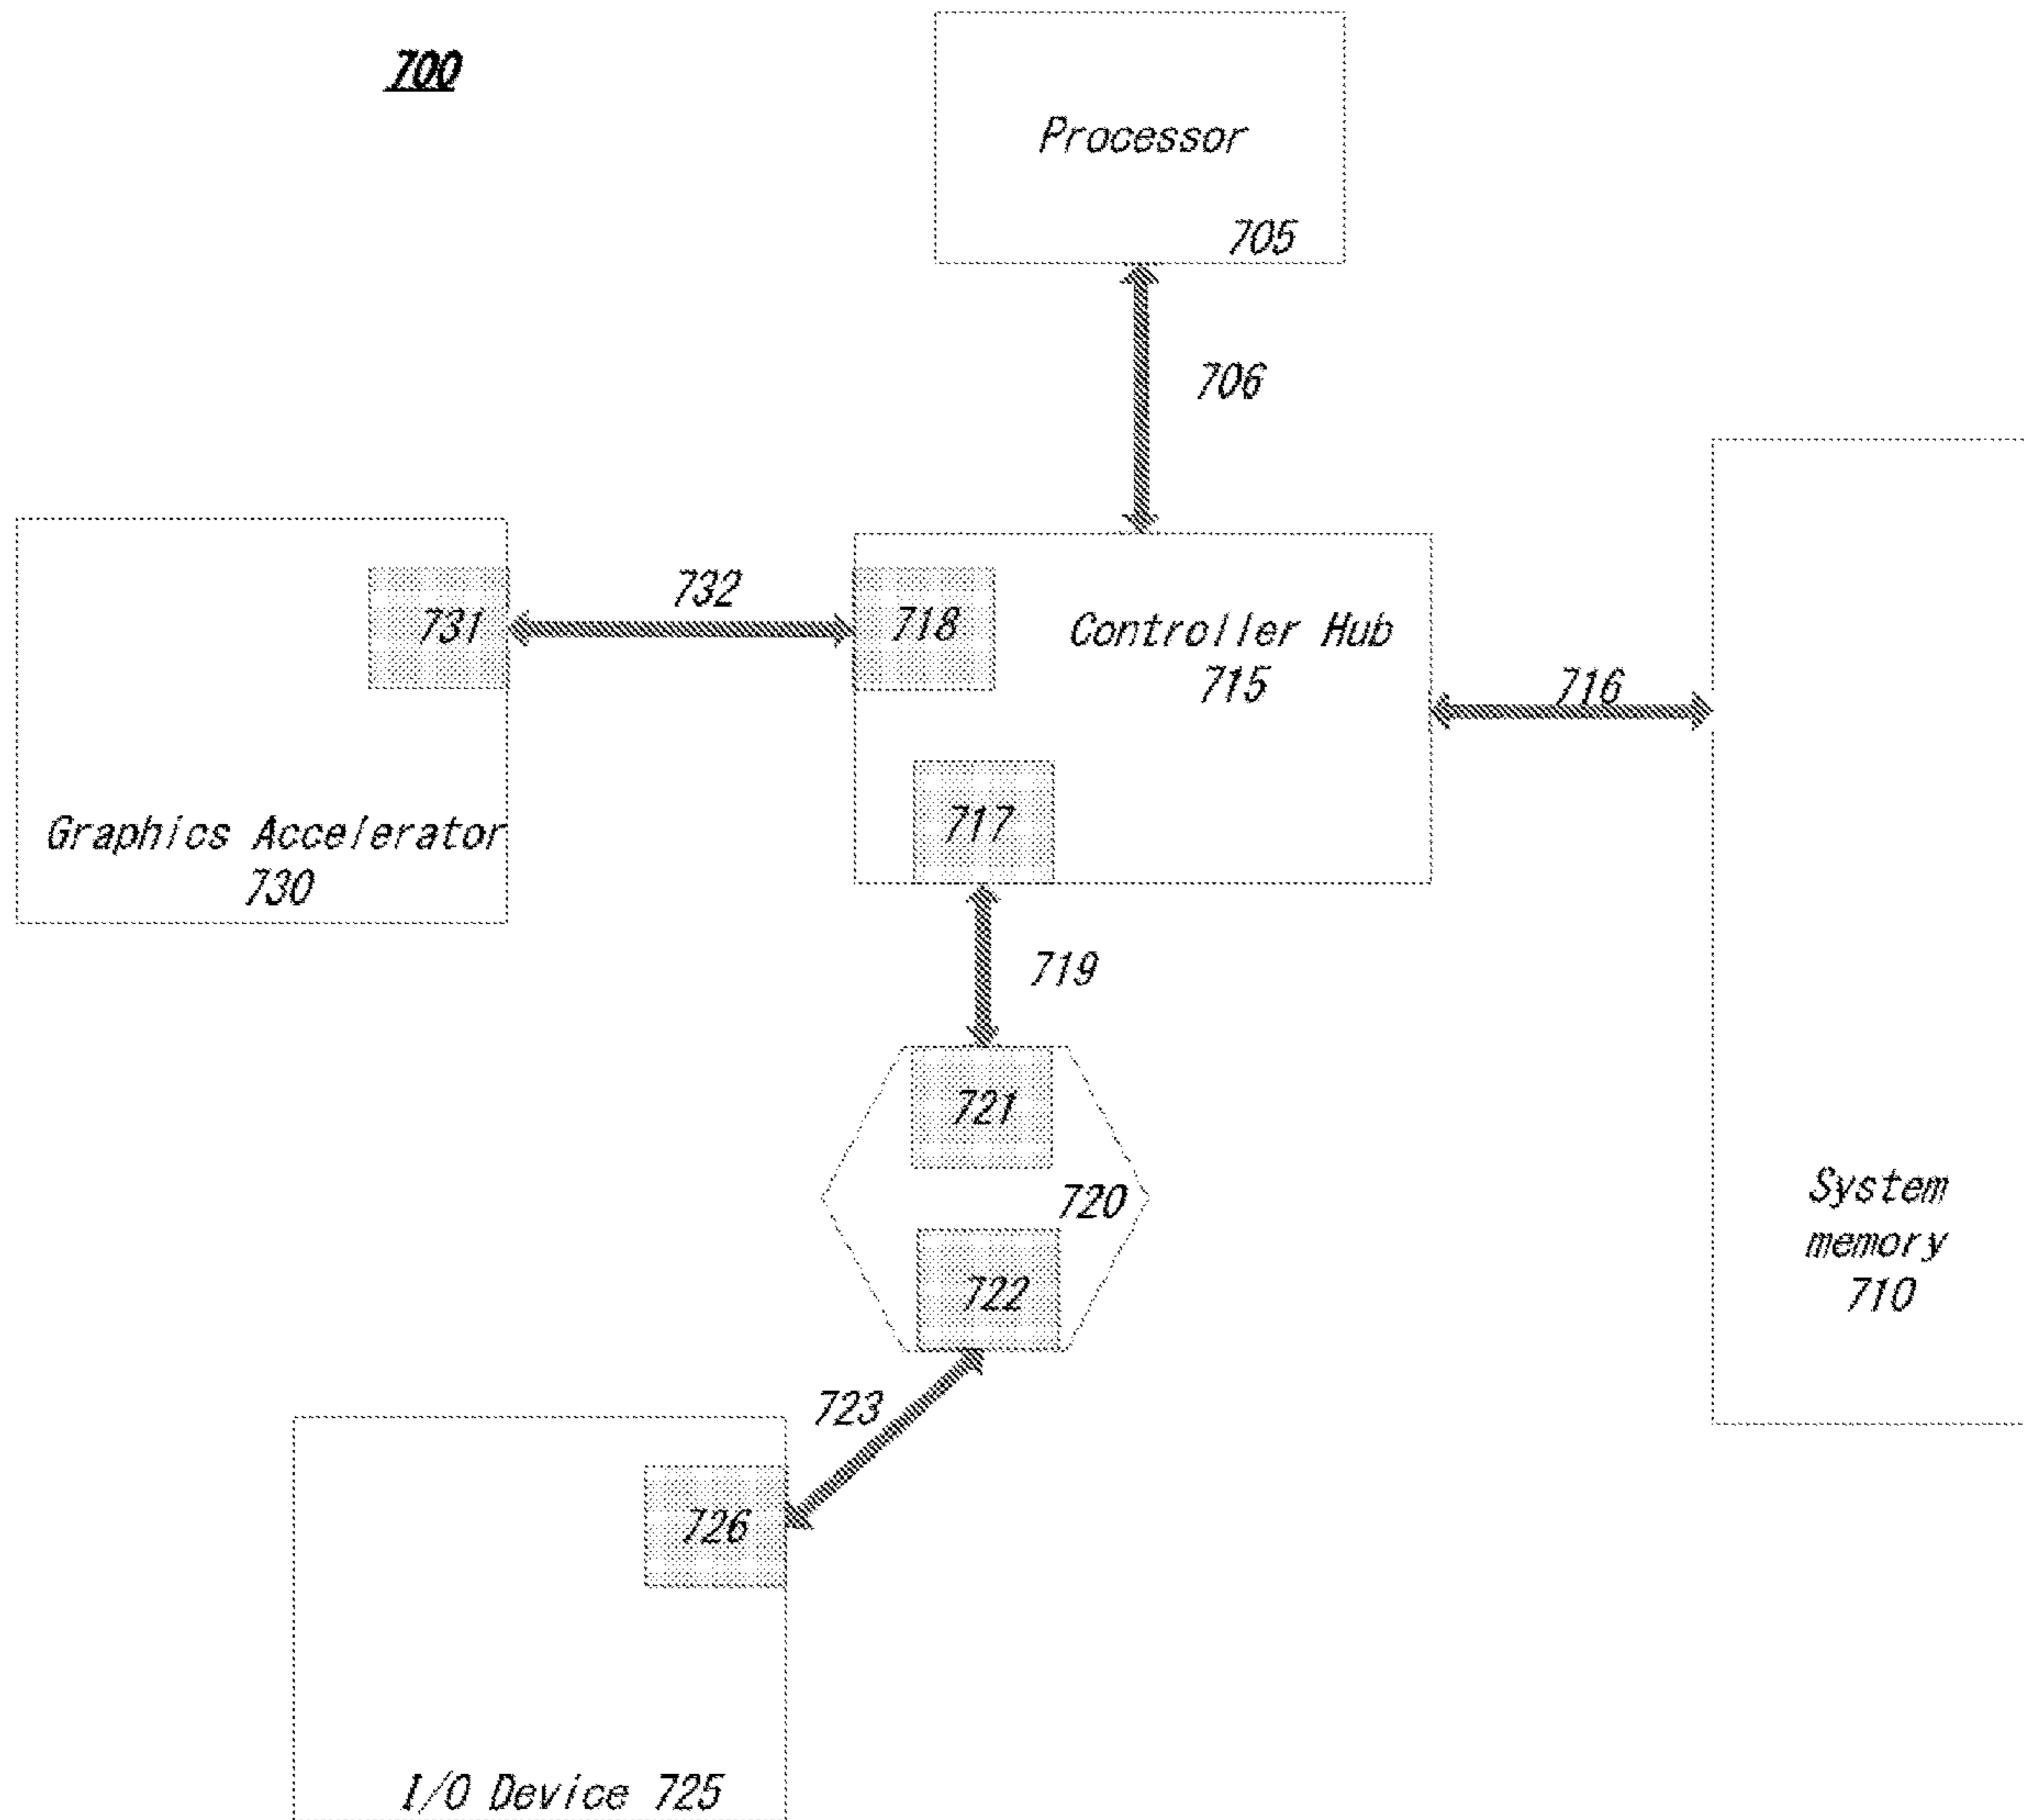 700
Processor
705
706
732
731
718
Controller Hub
715
716
717
Graphics Accelerator
730
719
721
720
722
System
memory
710
723
726
I/O Device 725